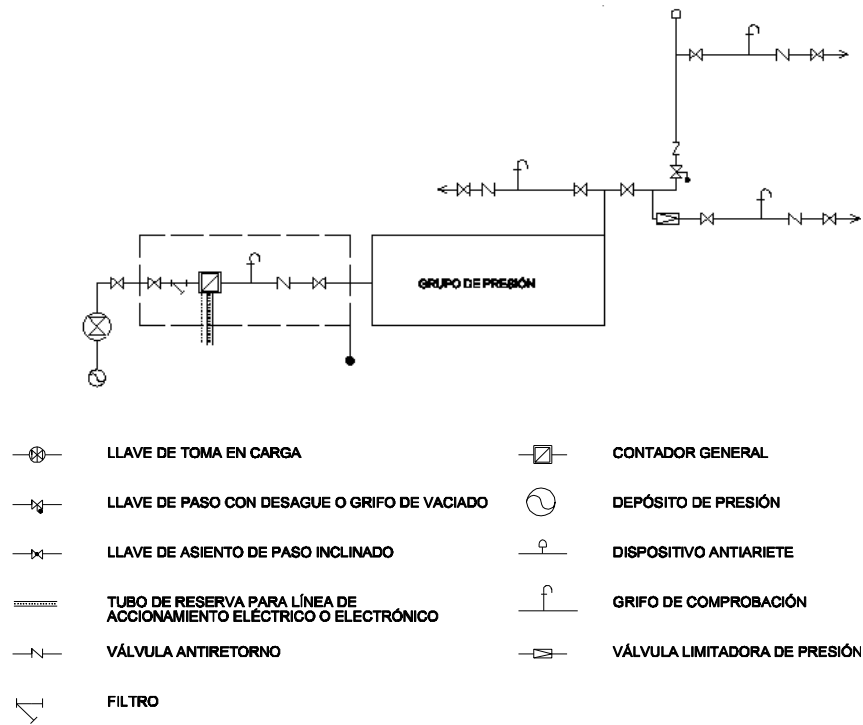 GRUPO DE PRESIÓN
LLAVE DE TOMA EN CARGA
CONTADOR GENERAL
LLAVE DE PASO CON DESAGUE O GRIFO DE VACIADO
DEPÓSITO DE PRESIÓN
LLAVE DE ASIENTO DE PASO INCLINADO
DISPOSITIVO ANTIARIETE
TUBO DE RESERVA PARA LÍNEA DE
ACCIONAMIENTO ELÉCTRICO O ELECTRÓNICO
GRIFO DE COMPROBACIÓN
VÁLVULA ANTIRETORNO
VÁLVULA LIMITADORA DE PRESIÓN
FILTRO